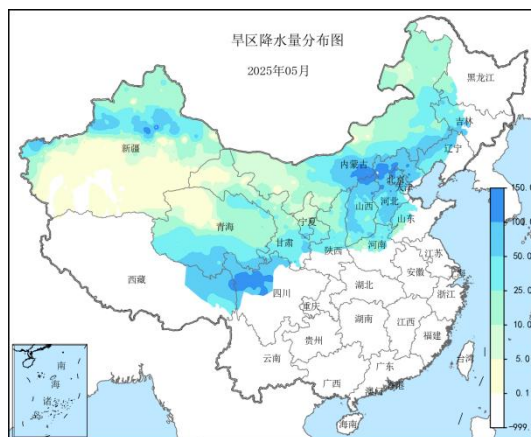 旱区降水量分布图
2025年05月
黑龙江
吉林
辽宁
内蒙古
北京
天津
新疆
山西
河北
山东
宁夏
青海
甘肃
陕西
河南
江苏
安徽
西藏
四川
湖北
重庆
浙江
湖南
江西
贵州
福建
云南
台湾
广西
广东
海南
南
海
诸
岛
150.0
100.0
50.0
25.0
10.0
0.1
-999